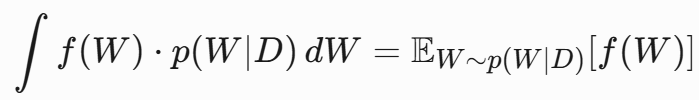 ∫ f(W) · p(W|D) dW = 𝔼_{W∼p(W|D)}[f(W)]